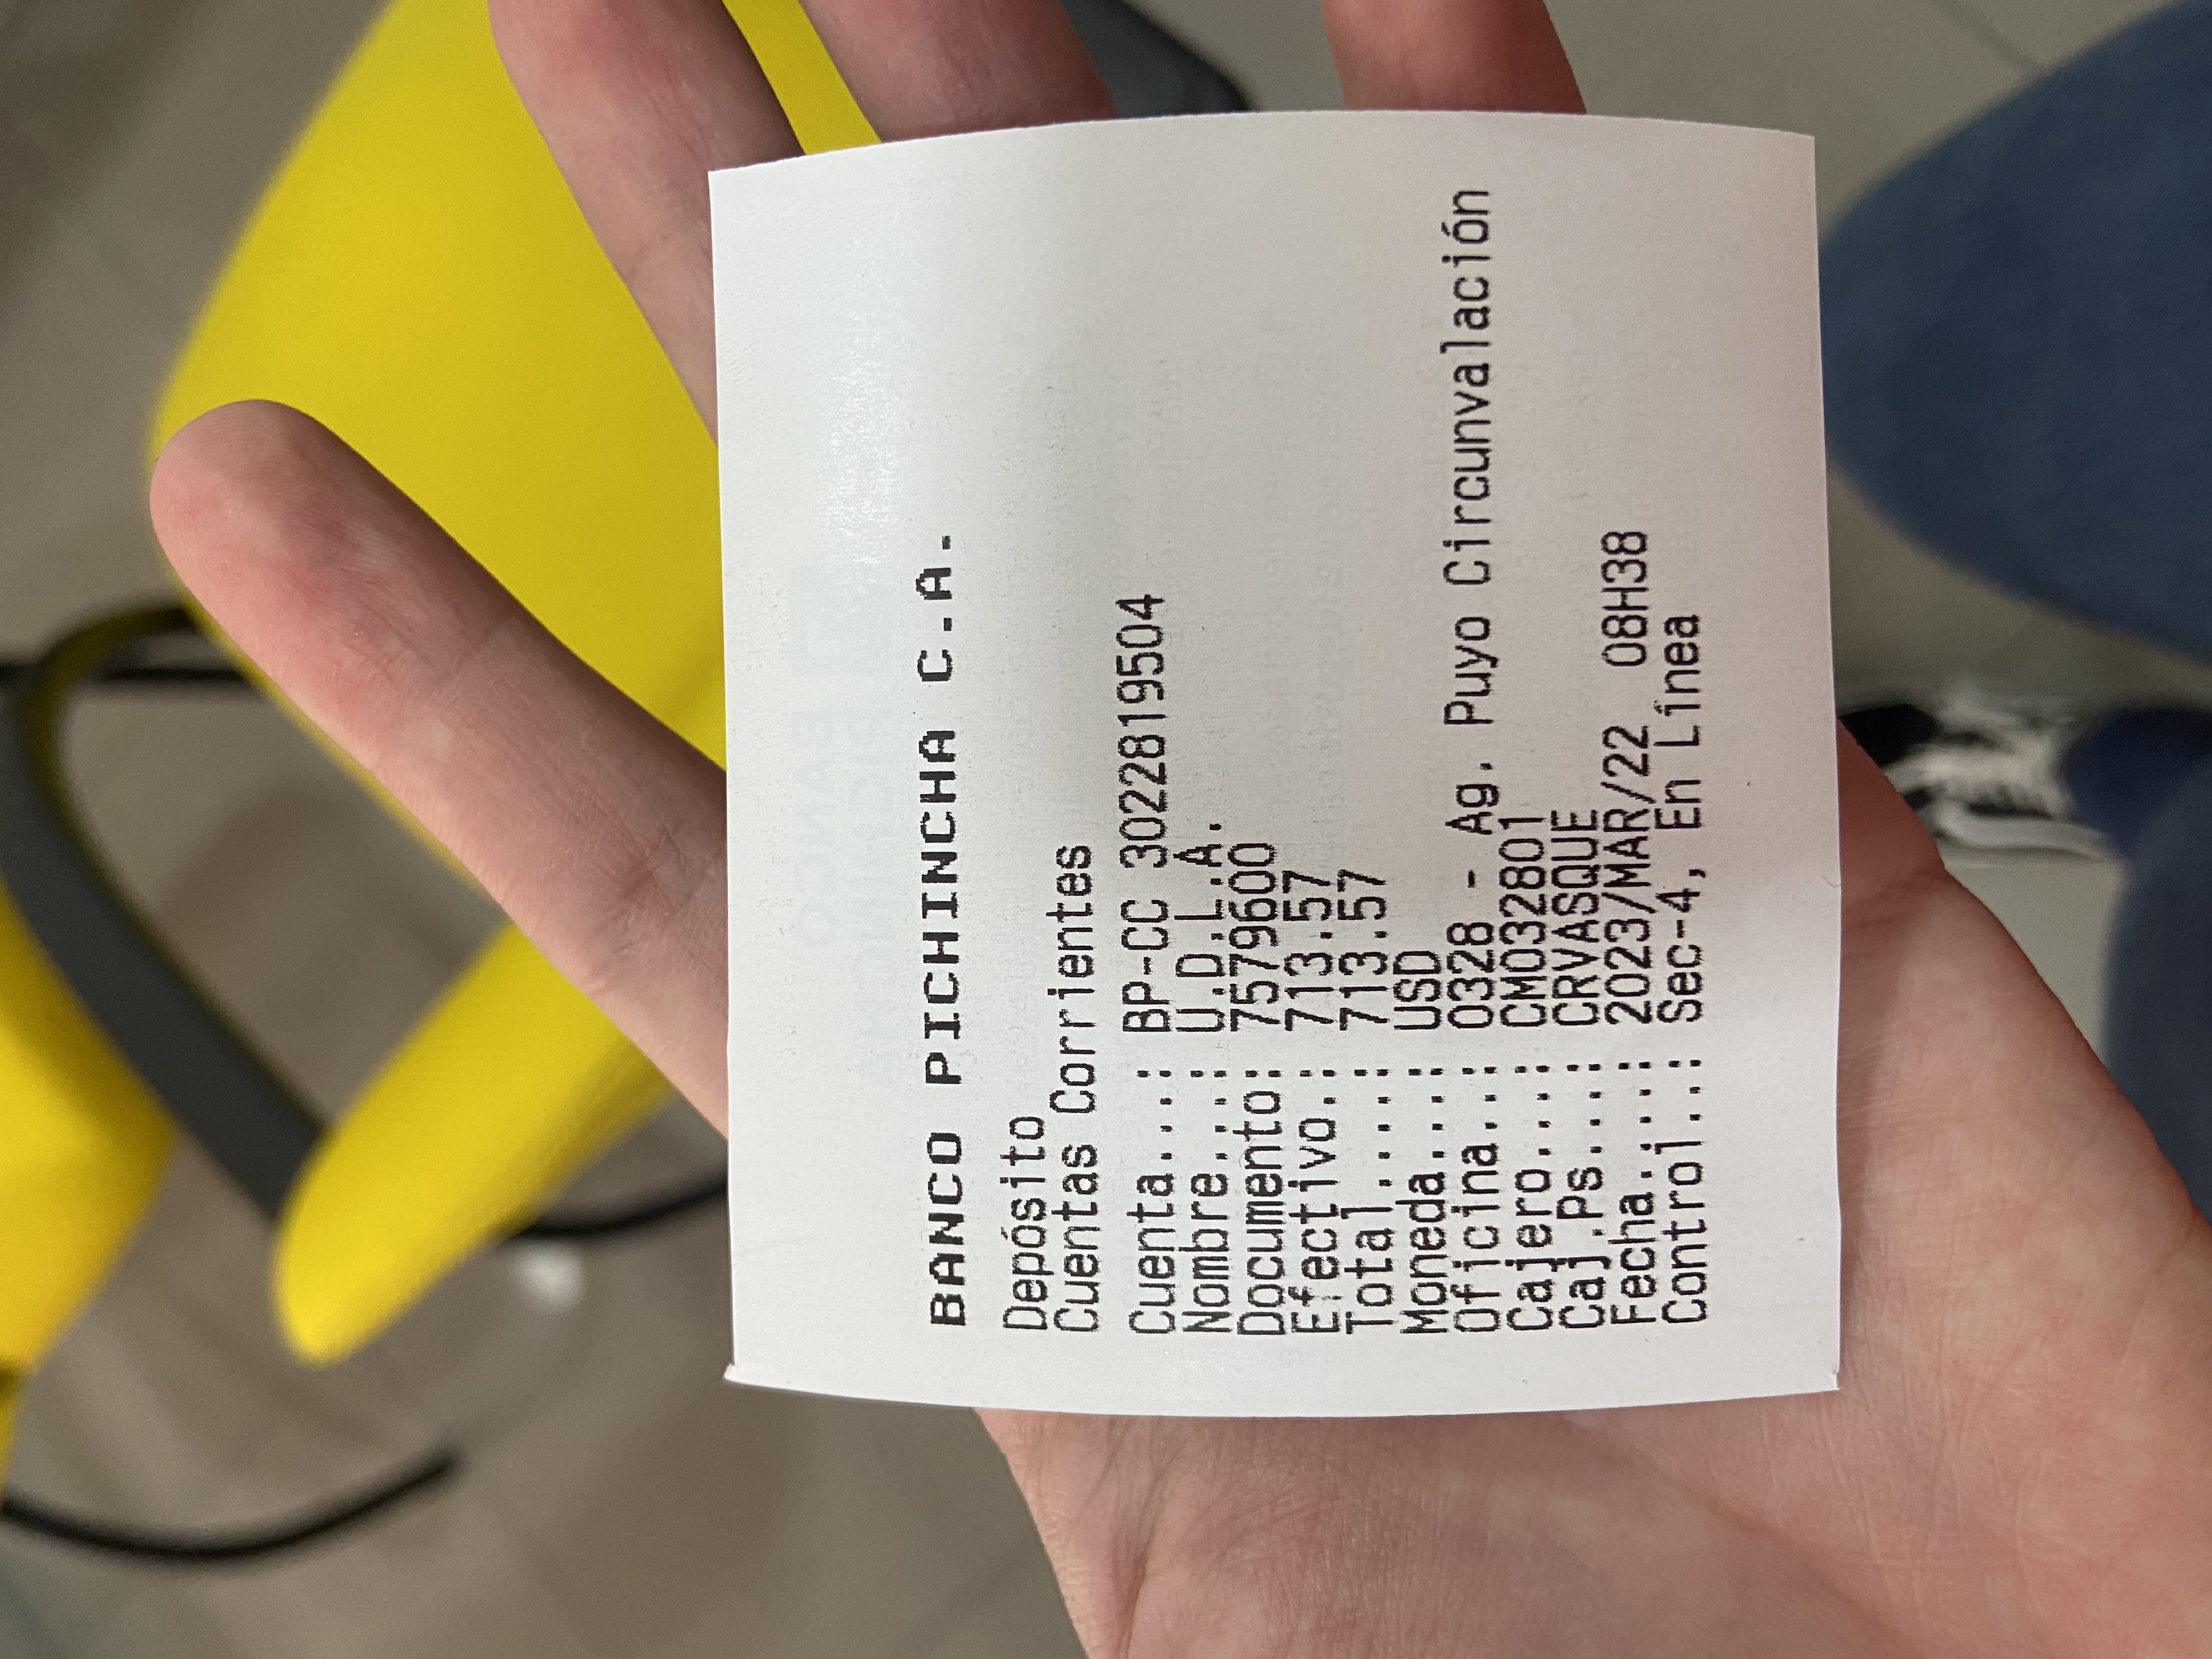 BANCO PICHINCHA C.A.
Depósito
Cuentas Corrientes
Cuenta....: BP-CC 3022819504
Nombre....: U.D.L.A.
Documento: 75579600
Efectivo.: 713.57
Total.....: 713.57
Moneda....: USD
Oficina...: 0328 - Ag. Puyo Circunvalación
Cajero....: CM032801
Caj.Ps....: CRVASQUE
Fecha.....: 2023/MAR/22 08H38
Control...: Sec-4, En Línea